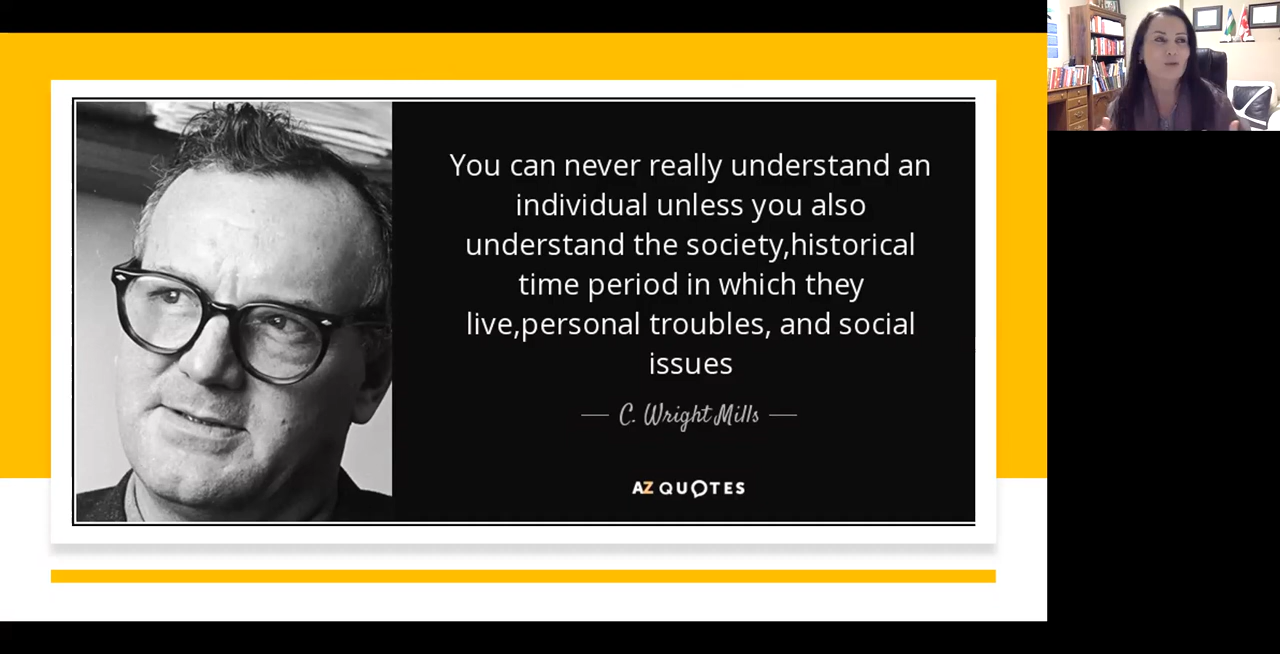 You can never really understand an
individual unless you also
understand the society,historical
time period in which they
live,personal troubles, and social
issues
C. Wright Mills
AZ QUOTES